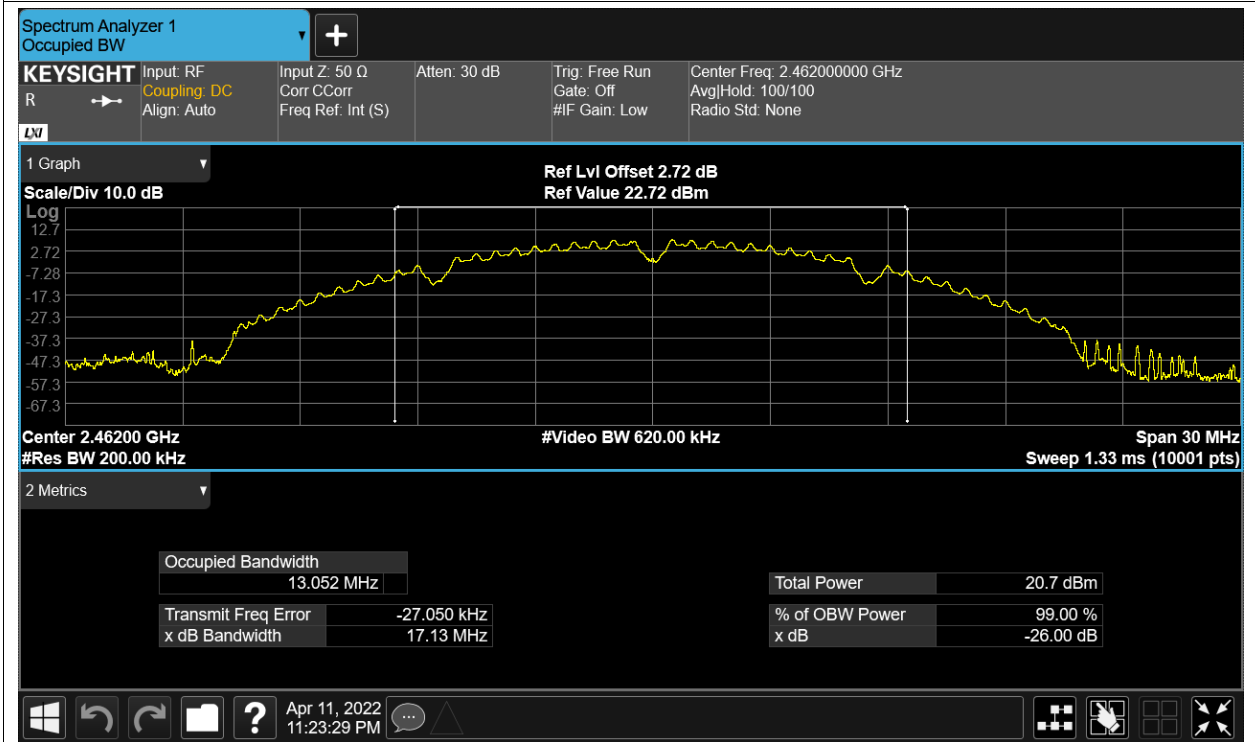 Spectrum Analyzer 1
Occupied BW
KEYSIGHT
R
LXI
Input: RF
Coupling: DC
Align: Auto
Input Z: 50 Ω
Corr CCorr
Freq Ref: Int (S)
Atten: 30 dB
Trig: Free Run
Gate: Off
#IF Gain: Low
Center Freq: 2.462000000 GHz
Avg|Hold: 100/100
Radio Std: None
1 Graph
Scale/Div 10.0 dB
Ref Lvl Offset 2.72 dB
Ref Value 22.72 dBm
Log
12.7
2.72
-7.28
-17.3
-27.3
-37.3
-47.3
-57.3
-67.3
Center 2.46200 GHz
#Video BW 620.00 kHz
Span 30 MHz
#Res BW 200.00 kHz
Sweep 1.33 ms (10001 pts)
2 Metrics
Occupied Bandwidth
13.052 MHz
Transmit Freq Error -27.050 kHz
x dB Bandwidth 17.13 MHz
Total Power 20.7 dBm
% of OBW Power 99.00 %
x dB -26.00 dB
?
Apr 11, 2022
11:23:29 PM